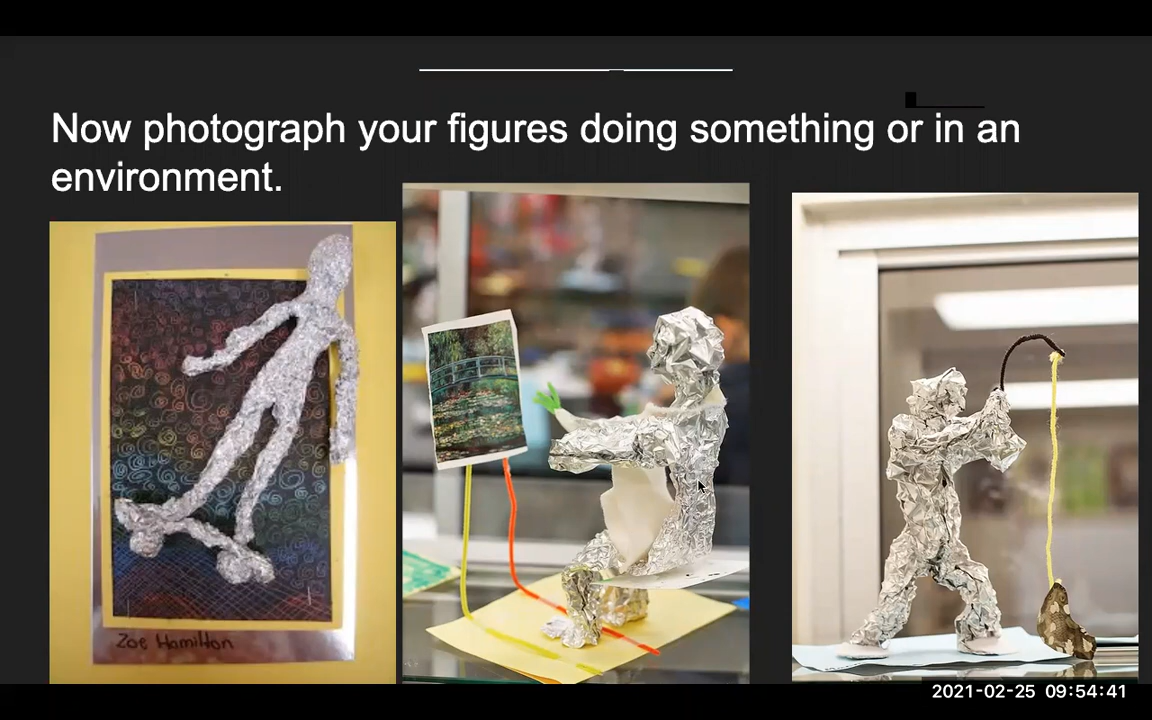 Now photograph your figures doing something or in an
environment.
Zoe Hamilton
2021-02-25 09:54:41